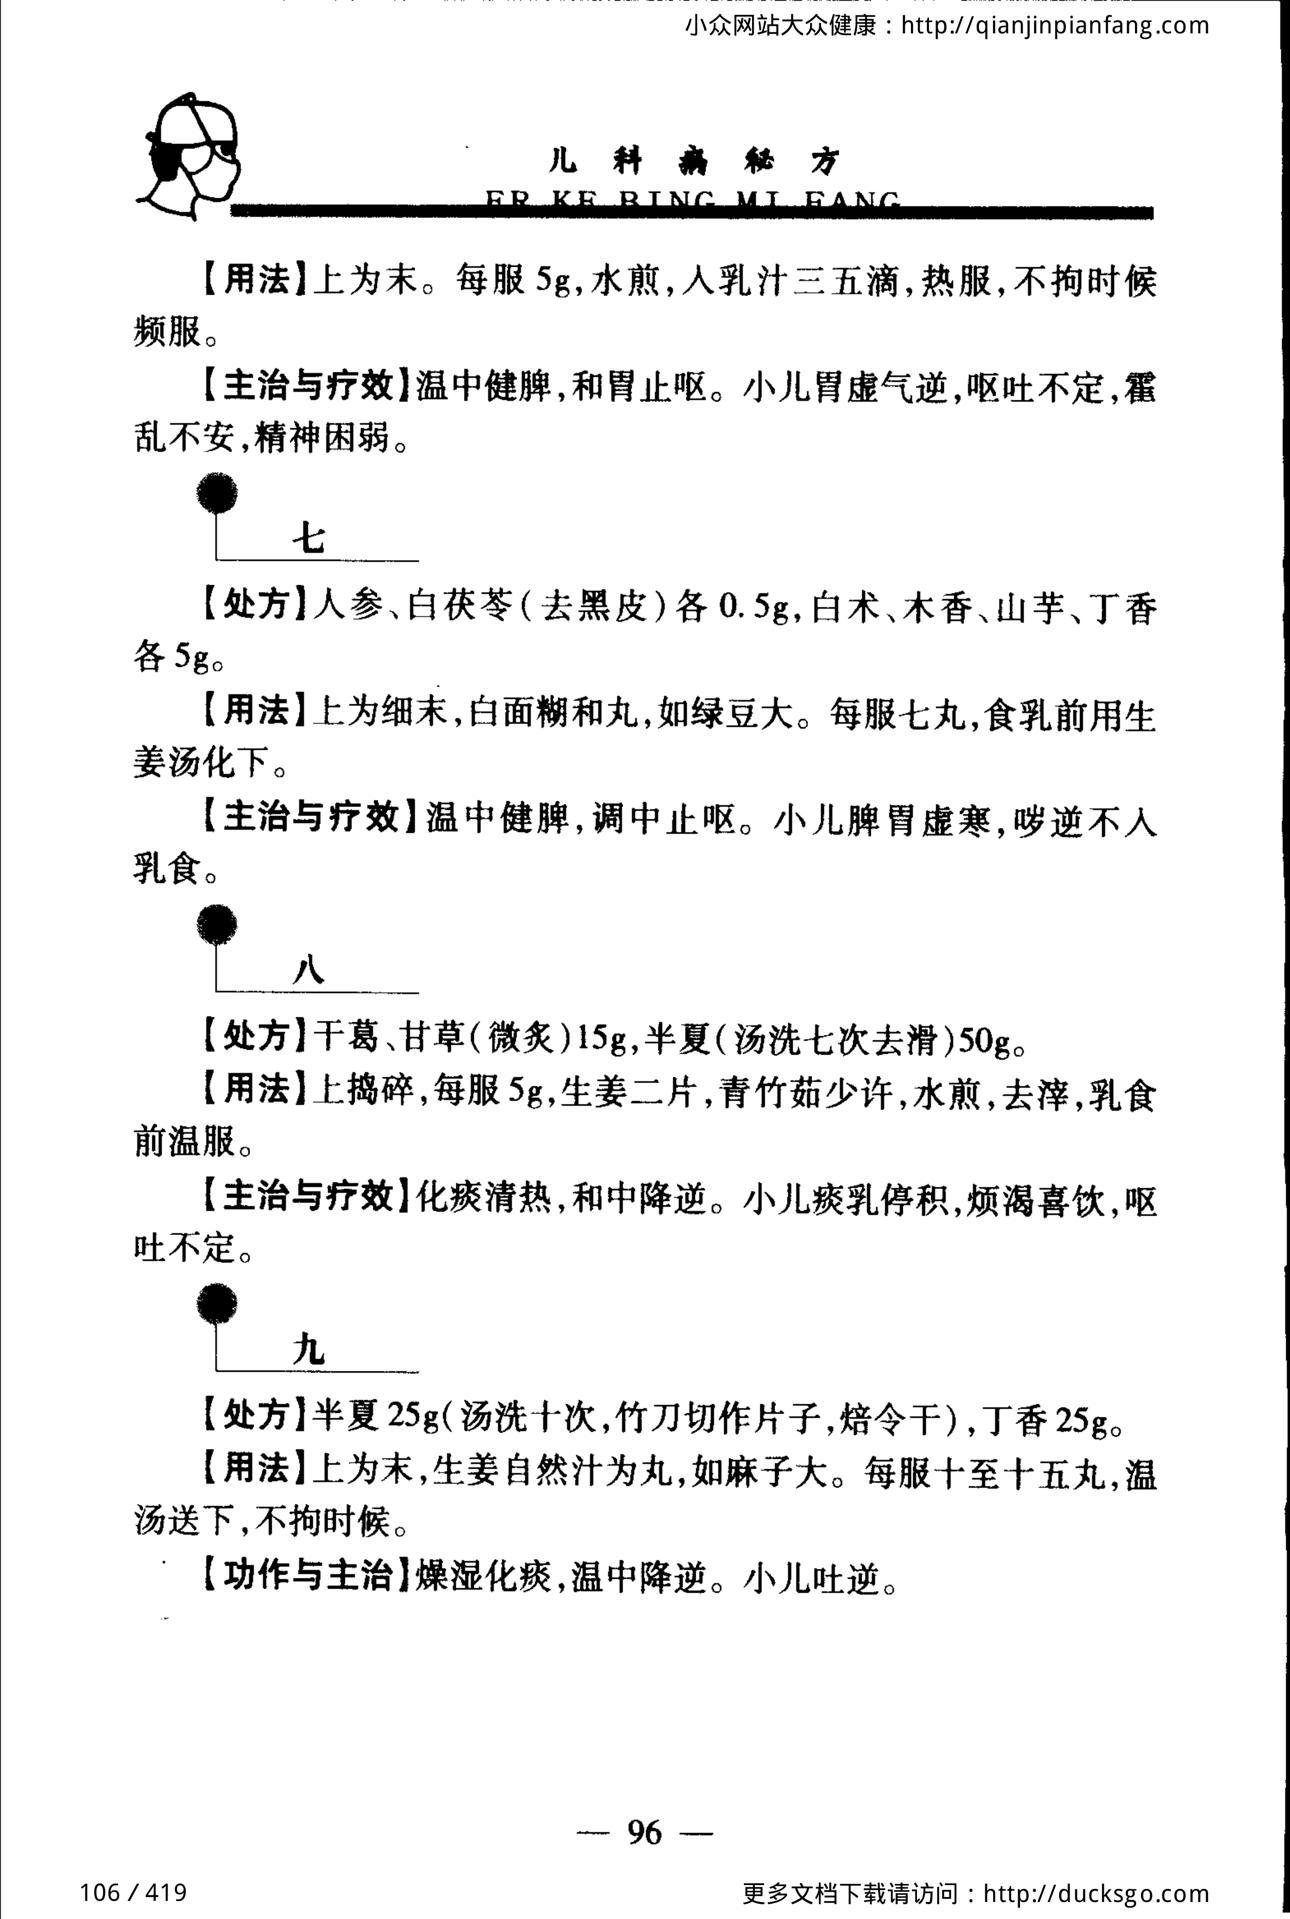 小众网站大众健康：http://qianjinpianfang.com
儿科病秘方
ER KE BING MI FANG
【用法】上为末。每服5g,水煎,入乳汁三五滴,热服,不拘时候
频服。
【主治与疗效】温中健脾,和胃止呕。小儿胃虚气逆,呕吐不定,霍
乱不安,精神困弱。
七
【处方】人参、白茯苓(去黑皮)各0.5g,白术、木香、山芋、丁香
各5g。
【用法】上为细末,白面糊和丸,如绿豆大。每服七丸,食乳前用生
姜汤化下。
【主治与疗效】温中健脾,调中止呕。小儿脾胃虚寒,哕逆不入
乳食。
八
【处方】干葛、甘草(微炙)15g,半夏(汤洗七次去滑)50g。
【用法】上捣碎,每服5g,生姜二片,青竹茹少许,水煎,去滓,乳食
前温服。
【主治与疗效】化痰清热,和中降逆。小儿痰乳停积,烦渴喜饮,呕
吐不定。
九
【处方】半夏25g(汤洗十次,竹刀切作片子,焙令干),丁香25g。
【用法】上为末,生姜自然汁为丸,如麻子大。每服十至十五丸,温
汤送下,不拘时候。
【功作与主治】燥湿化痰,温中降逆。小儿吐逆。
— 96 —
106 / 419
更多文档下载请访问：http://ducksgo.com